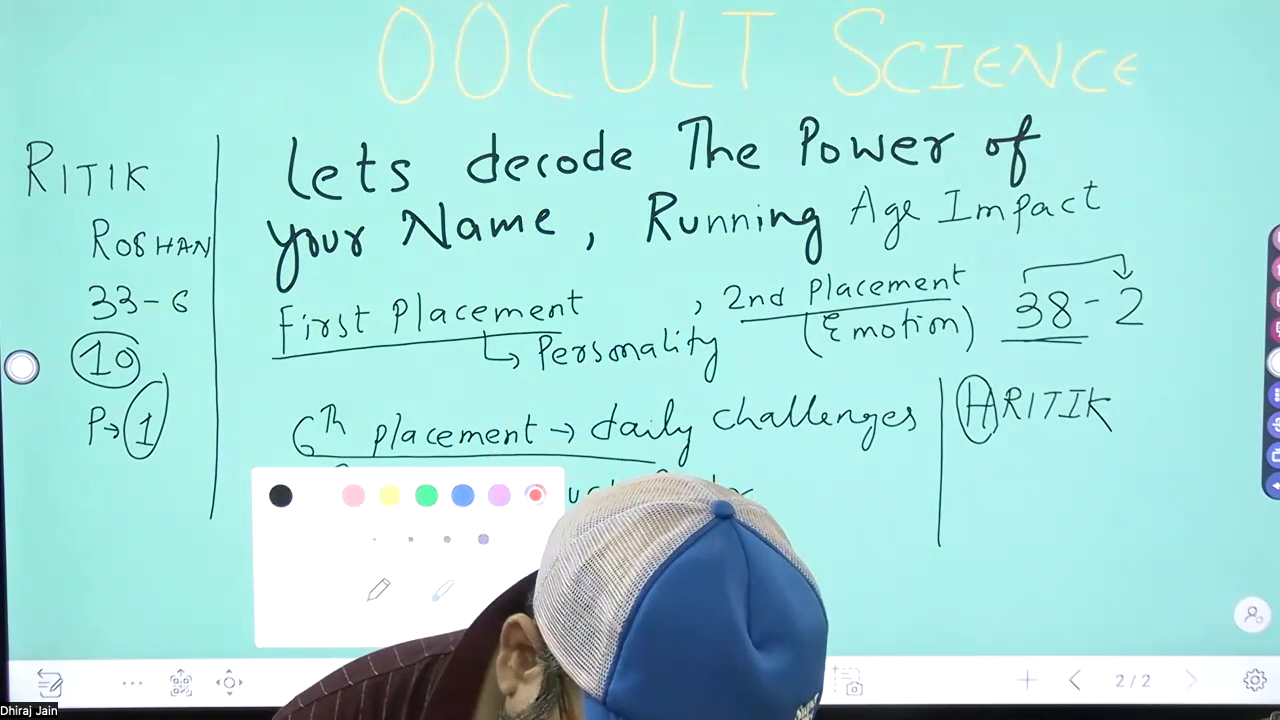 OOCULT SCIENCE
RITIK
ROSHAN
33-6
10
P→1
Lets decode The Power of
your Name, Running Age Impact
First Placement, 2nd Placement
↳ Personality (Emotion)
38-2
6th placement → daily challenges
HRITIK
2/2
Dhiraj Jain